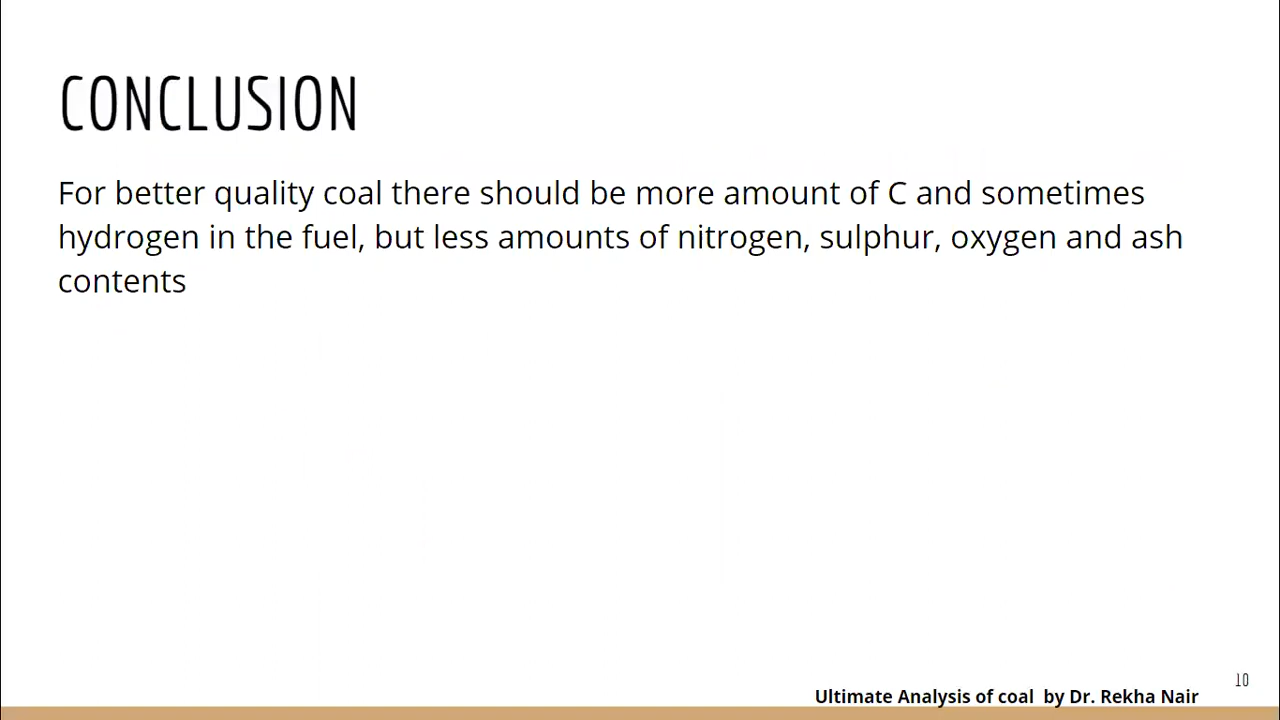 CONCLUSION
For better quality coal there should be more amount of C and sometimes
hydrogen in the fuel, but less amounts of nitrogen, sulphur, oxygen and ash
contents
10
Ultimate Analysis of coal by Dr. Rekha Nair